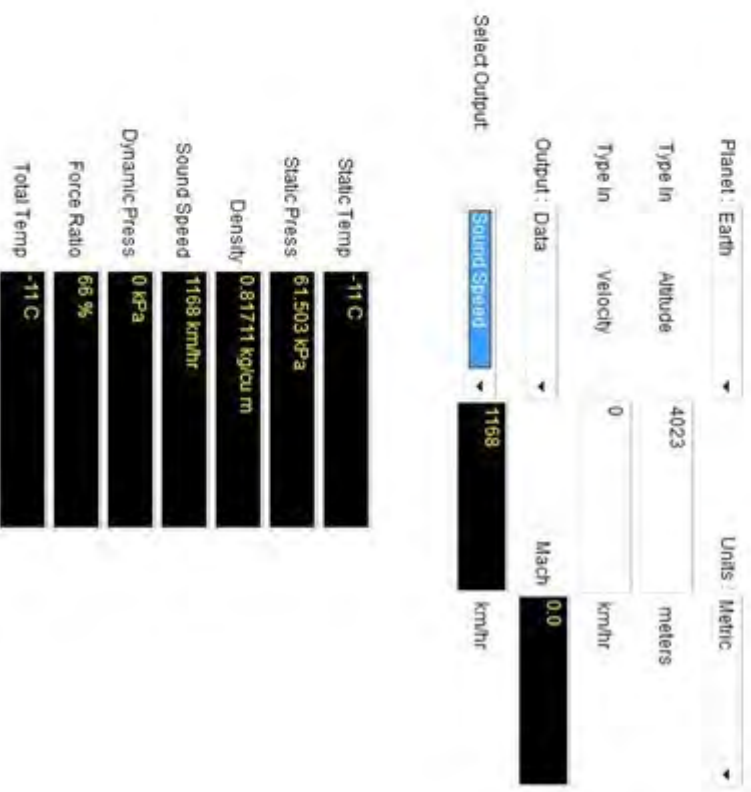 Planet : Earth Units : Metric
Type In Altitude 4023 meters
Type In Velocity 0 km/hr
Output : Data Mach 0.0
Select Output Sound Speed 1168 km/hr
Static Temp -11 C
Static Press 61.503 kPa
Density 0.81711 kg/cu m
Sound Speed 1168 km/hr
Dynamic Press 0 kPa
Force Ratio 66 %
Total Temp -11 C